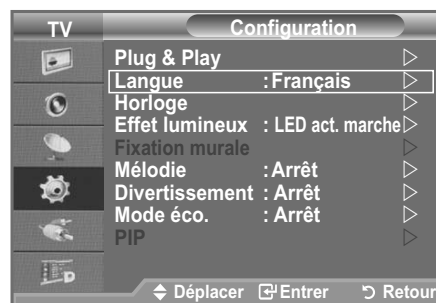 TV
Configuration
Plug & Play
Langue : Français
Horloge
Effet lumineux : LED act. marche
Fixation murale
Mélodie : Arrêt
Divertissement : Arrêt
Mode éco. : Arrêt
PIP
Déplacer Entrer Retour